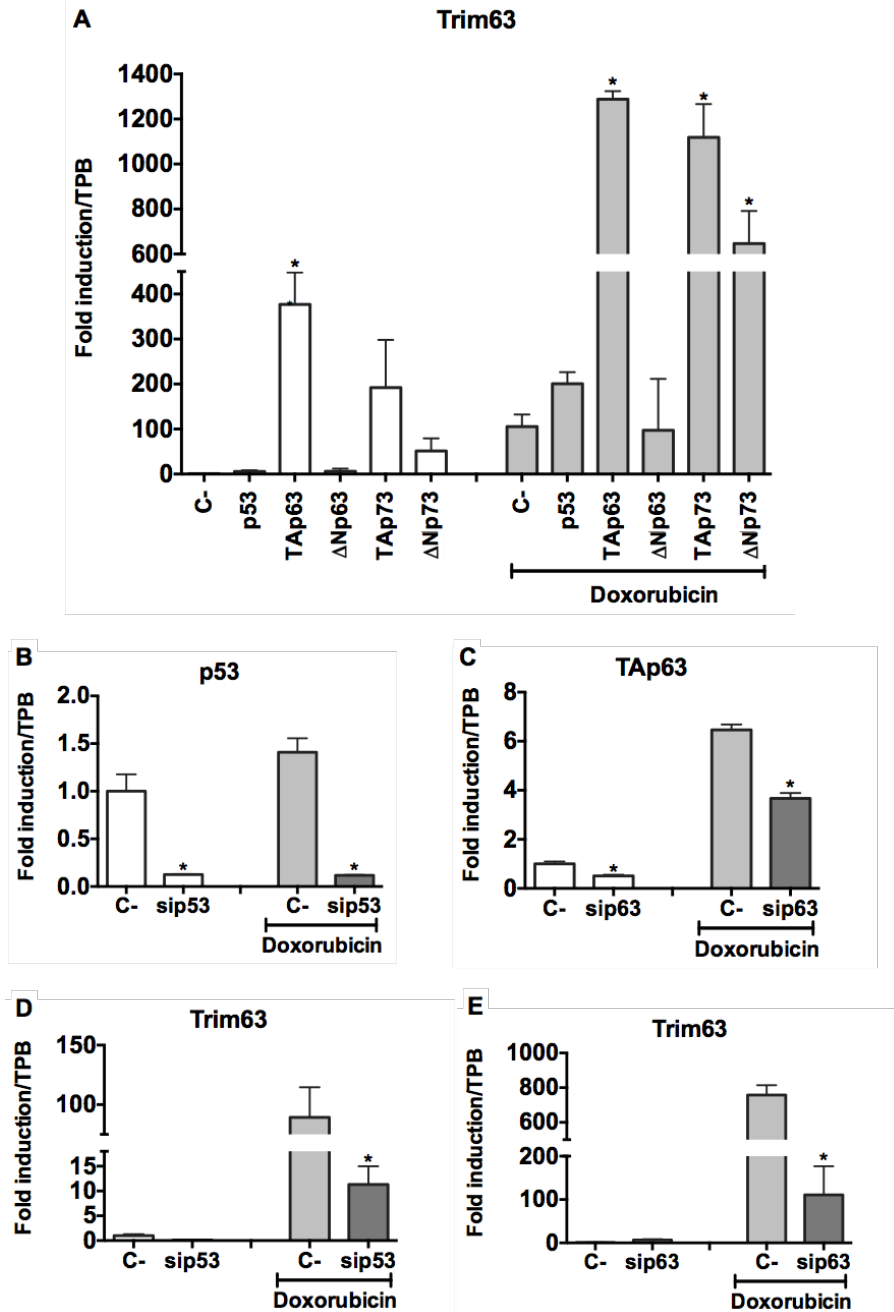 A
Trim63
Fold induction/TPB
1400
1200
1000
800
600
400
300
200
100
0
*
*
*
*
C-
p53
TAp63
ΔNp63
TAp73
ΔNp73
C-
p53
TAp63
ΔNp63
TAp73
ΔNp73
Doxorubicin
B
p53
Fold induction/TPB
2.0
1.5
1.0
0.5
0.0
*
*
C- sip53 C- sip53
Doxorubicin
C
TAp63
Fold induction/TPB
8
6
4
2
0
*
*
C- sip63 C- sip63
Doxorubicin
D
Trim63
Fold induction/TPB
150
100
15
10
5
0
*
C- sip53 C- sip53
Doxorubicin
E
Trim63
Fold induction/TPB
1000
800
600
200
100
0
*
C- sip63 C- sip63
Doxorubicin